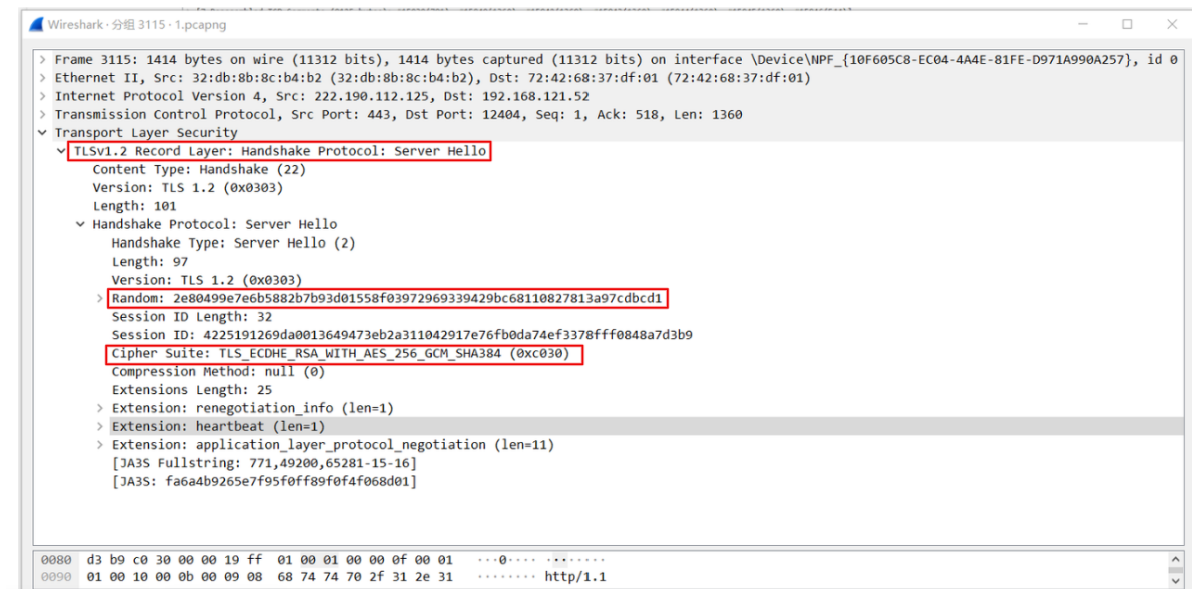 Wireshark · 分组 3115 · 1.pcapng
Frame 3115: 1414 bytes on wire (11312 bits), 1414 bytes captured (11312 bits) on interface \Device\NPF_{10F605C8-EC04-4A4E-81FE-D971A990A257}, id 0
Ethernet II, Src: 32:db:8b:8c:b4:b2 (32:db:8b:8c:b4:b2), Dst: 72:42:68:37:df:01 (72:42:68:37:df:01)
Internet Protocol Version 4, Src: 222.190.112.125, Dst: 192.168.121.52
Transmission Control Protocol, Src Port: 443, Dst Port: 12404, Seq: 1, Ack: 518, Len: 1360
Transport Layer Security
TLSv1.2 Record Layer: Handshake Protocol: Server Hello
Content Type: Handshake (22)
Version: TLS 1.2 (0x0303)
Length: 101
Handshake Protocol: Server Hello
Handshake Type: Server Hello (2)
Length: 97
Version: TLS 1.2 (0x0303)
Random: 2e80499e7e6b5882b7b93d01558f03972969339429bc68110827813a97cdbcd1
Session ID Length: 32
Session ID: 4225191269da0013649473eb2a311042917e76fb0da74ef3378fff0848a7d3b9
Cipher Suite: TLS_ECDHE_RSA_WITH_AES_256_GCM_SHA384 (0xc030)
Compression Method: null (0)
Extensions Length: 25
Extension: renegotiation_info (len=1)
Extension: heartbeat (len=1)
Extension: application_layer_protocol_negotiation (len=11)
[JA3S Fullstring: 771,49200,65281-15-16]
[JA3S: fa6a4b9265e7f95f0ff89f0f4f068d01]
0080 d3 b9 c0 30 00 00 19 ff 01 00 01 00 00 0f 00 01 ···0···· ········
0090 01 00 10 00 0b 00 09 08 68 74 74 70 2f 31 2e 31 ········ http/1.1